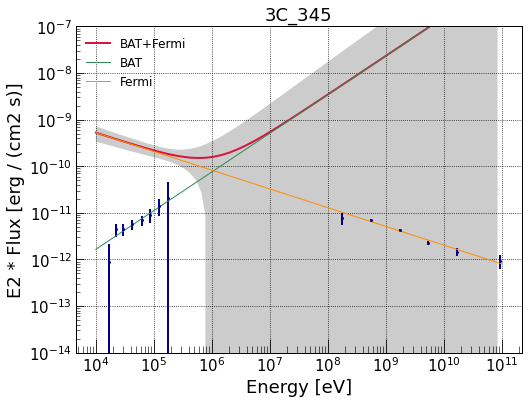 3C_345
BAT+Fermi
BAT
Fermi
E2 * Flux [erg / (cm2 s)]
10^-7
10^-8
10^-9
10^-10
10^-11
10^-12
10^-13
10^-14
10^4 10^5 10^6 10^7 10^8 10^9 10^10 10^11
Energy [eV]